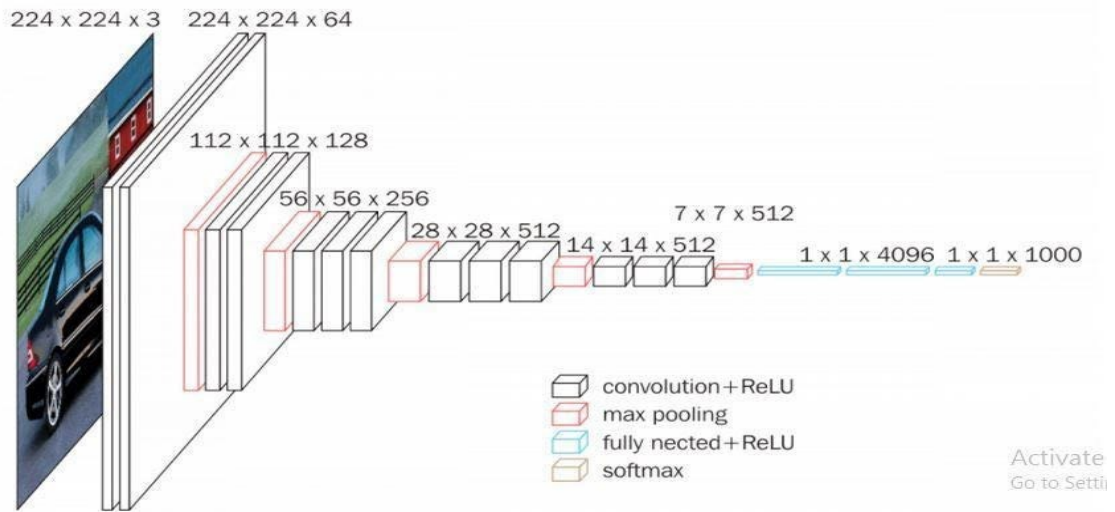 224 x 224 x 3
224 x 224 x 64
112 x 112 x 128
56 x 56 x 256
28 x 28 x 512
14 x 14 x 512
7 x 7 x 512
1 x 1 x 4096
1 x 1 x 1000
convolution+ReLU
max pooling
fully nected+ReLU
softmax
Activate
Go to Setti